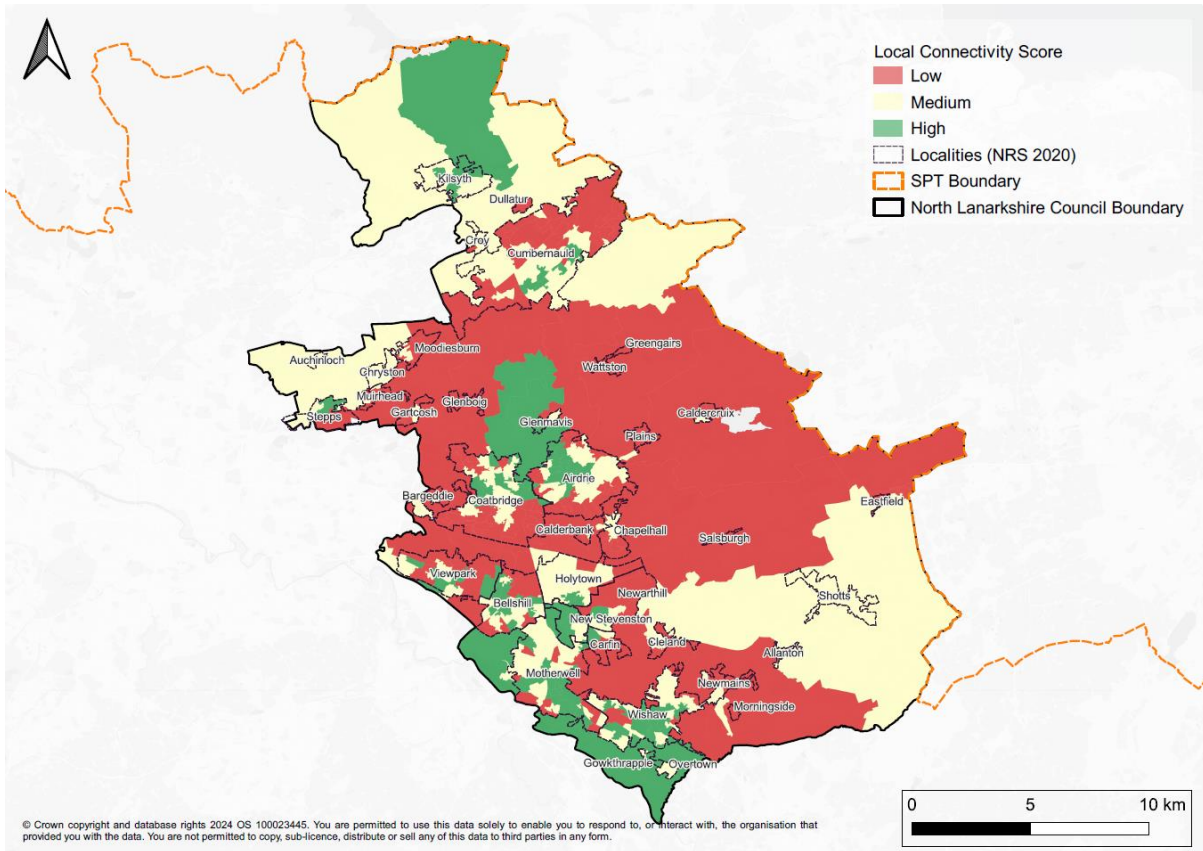 Local Connectivity Score
Low
Medium
High
Localities (NRS 2020)
SPT Boundary
North Lanarkshire Council Boundary
Kilsyth
Dullatur
Croy
Cumbernauld
Moodiesburn
Greengairs
Auchinloch
Wattston
Chryston
Muirhead
Glenboig
Stepps
Gartcosh
Caldercruix
Glenmavis
Plains
Airdrie
Bargeddie
Coatbridge
Eastfield
Calderbank
Chapelhall
Salsburgh
Viewpark
Holytown
Newarthill
Shotts
Bellshill
New Stevenston
Carfin
Cleland
Allanton
Motherwell
Newmains
Morningside
Wishaw
Gowkthrapple
Overtown
0 5 10 km
© Crown copyright and database rights 2024 OS 100023445. You are permitted to use this data solely to enable you to respond to, or interact with, the organisation that
provided you with the data. You are not permitted to copy, sub-licence, distribute or sell any of this data to third parties in any form.